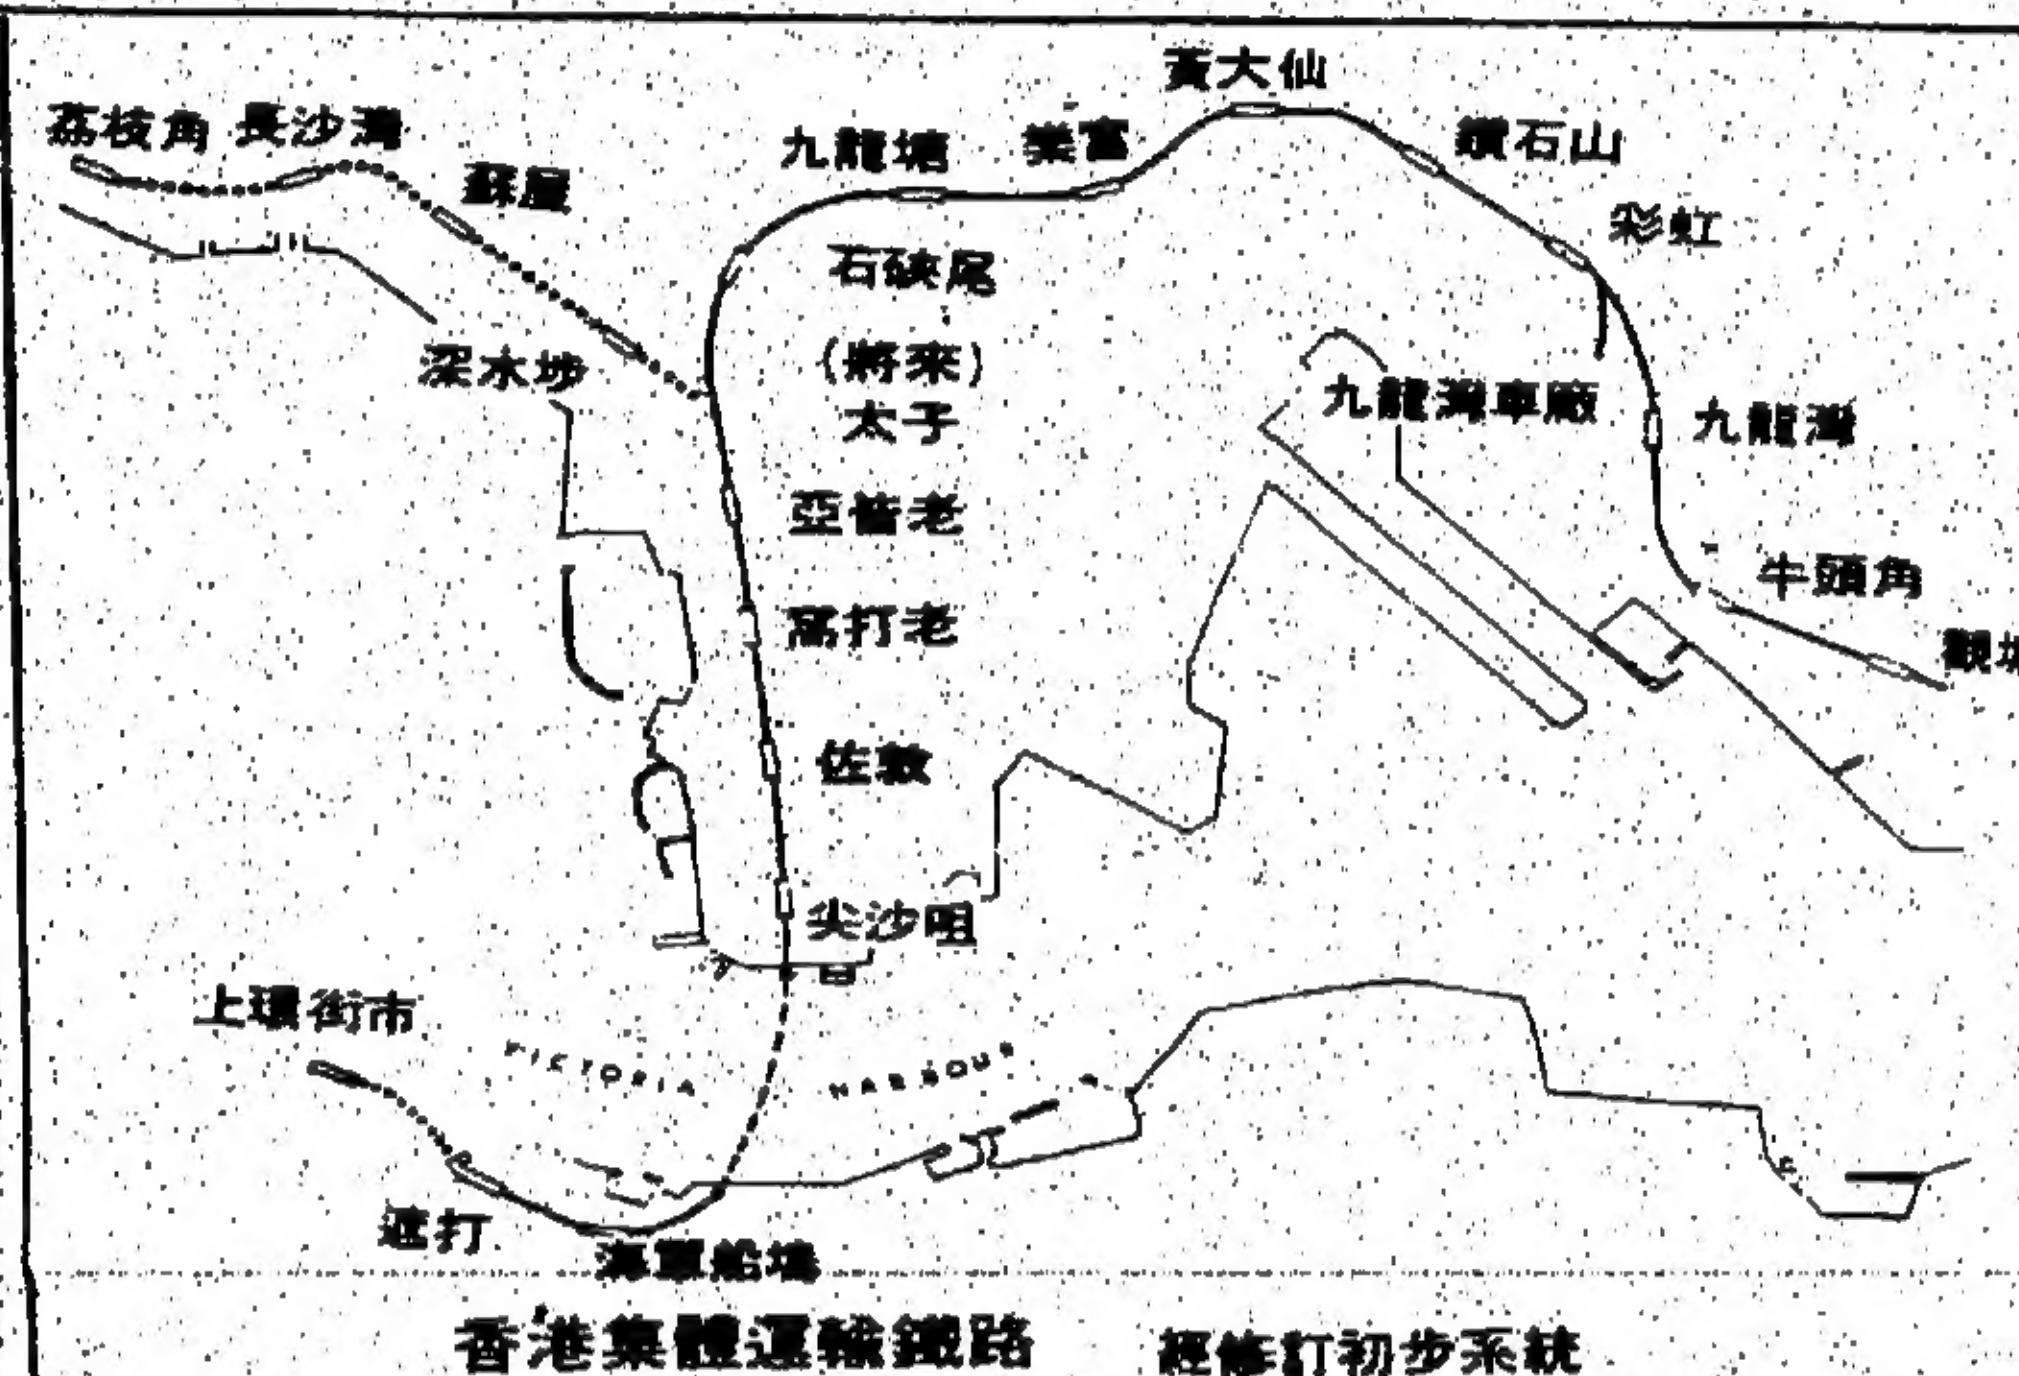 黃大仙
荔枝角 長沙灣
蘇屋
九龍塘
樂富
鑽石山
彩虹
石硤尾
深水埗
(將來)
太子
九龍灣車廠
九龍灣
亞皆老
牛頭角
窩打老
觀塘
佐敦
尖沙咀
上環街市
VICTORIA HARBOUR
遮打
海軍船塢
香港集體運輸鐵路 經修訂初步系統